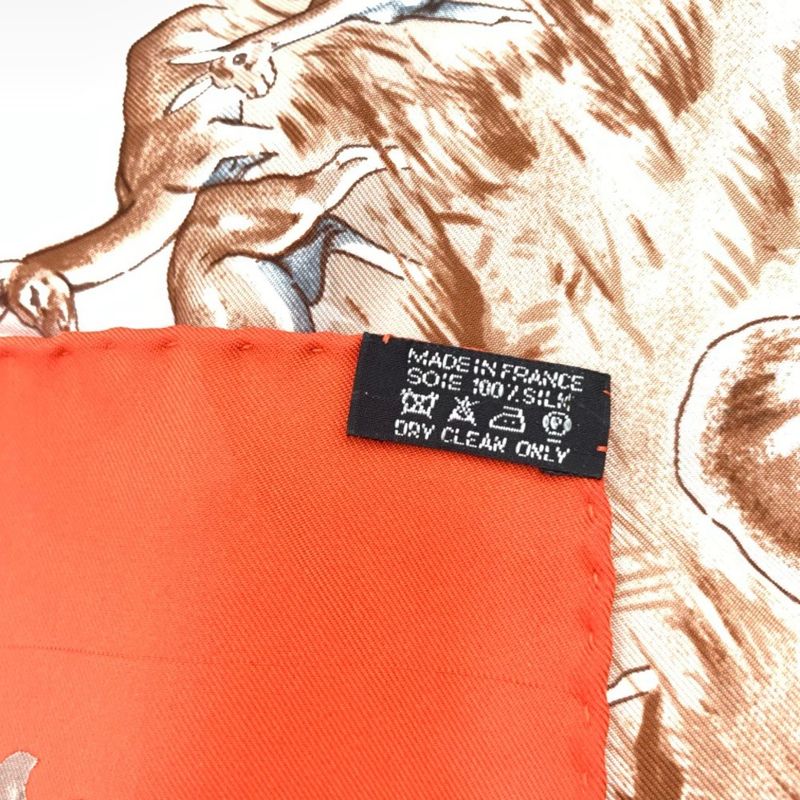 MADE IN FRANCE
SOIE 100% SILK
P
DRY CLEAN ONLY